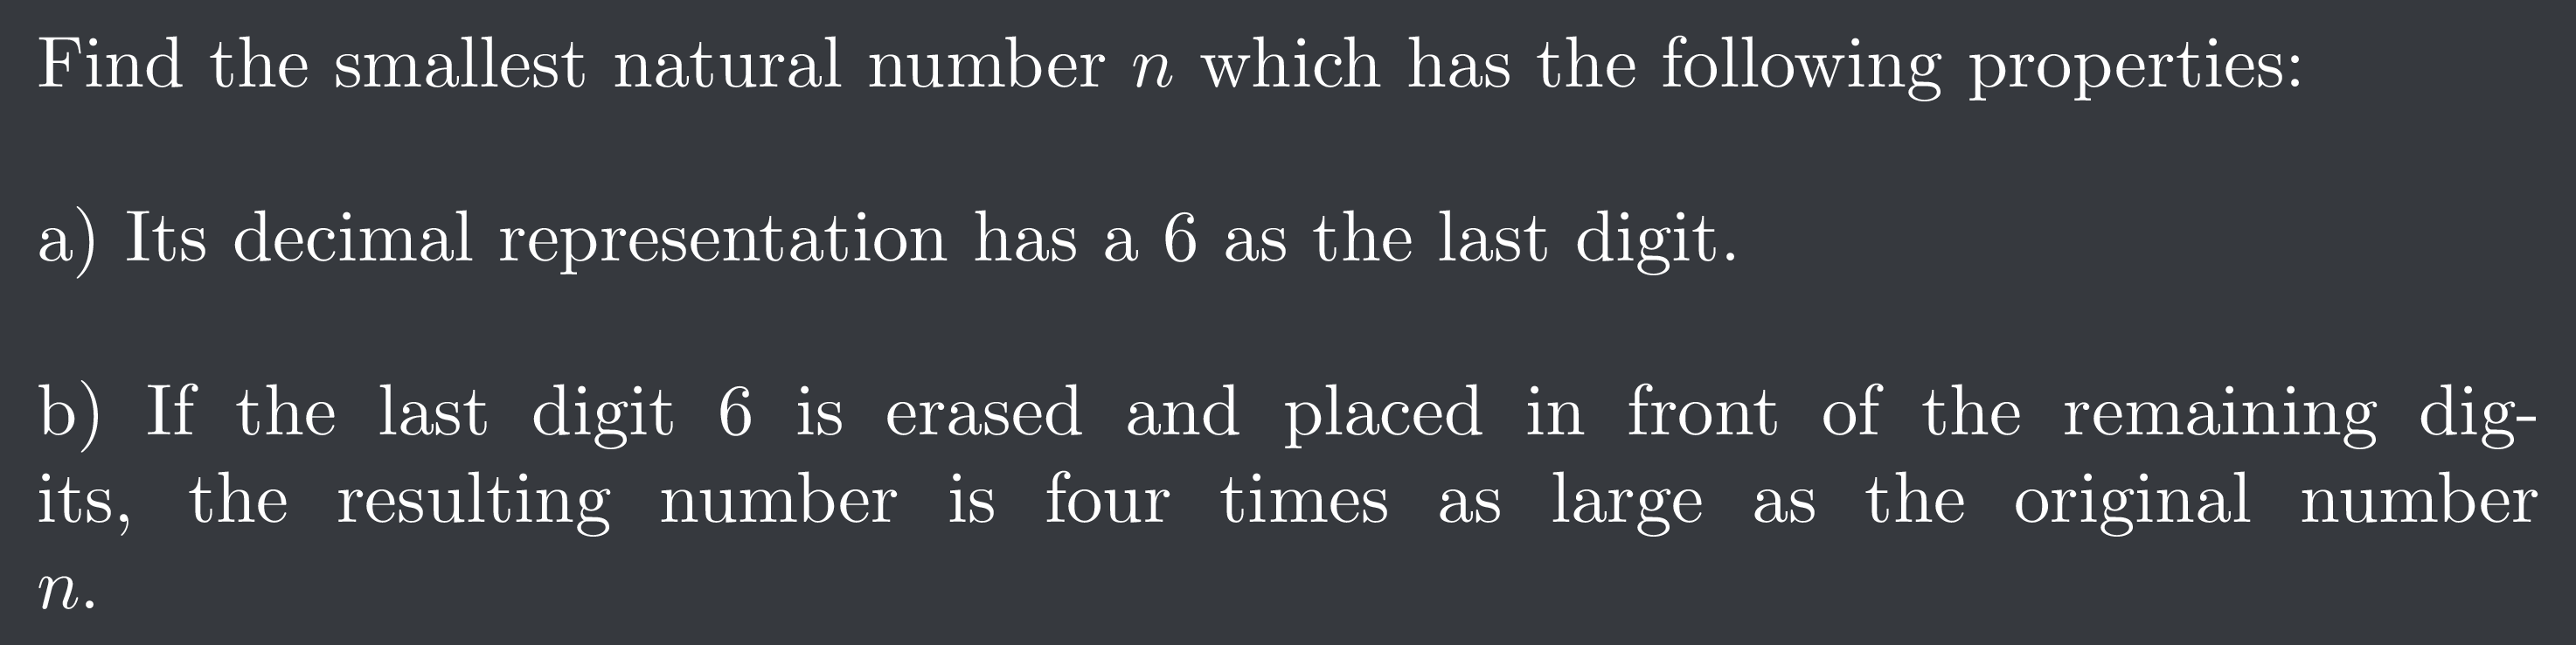 Find the smallest natural number n which has the following properties:
a) Its decimal representation has a 6 as the last digit.
b) If the last digit 6 is erased and placed in front of the remaining dig-
its, the resulting number is four times as large as the original number
n.